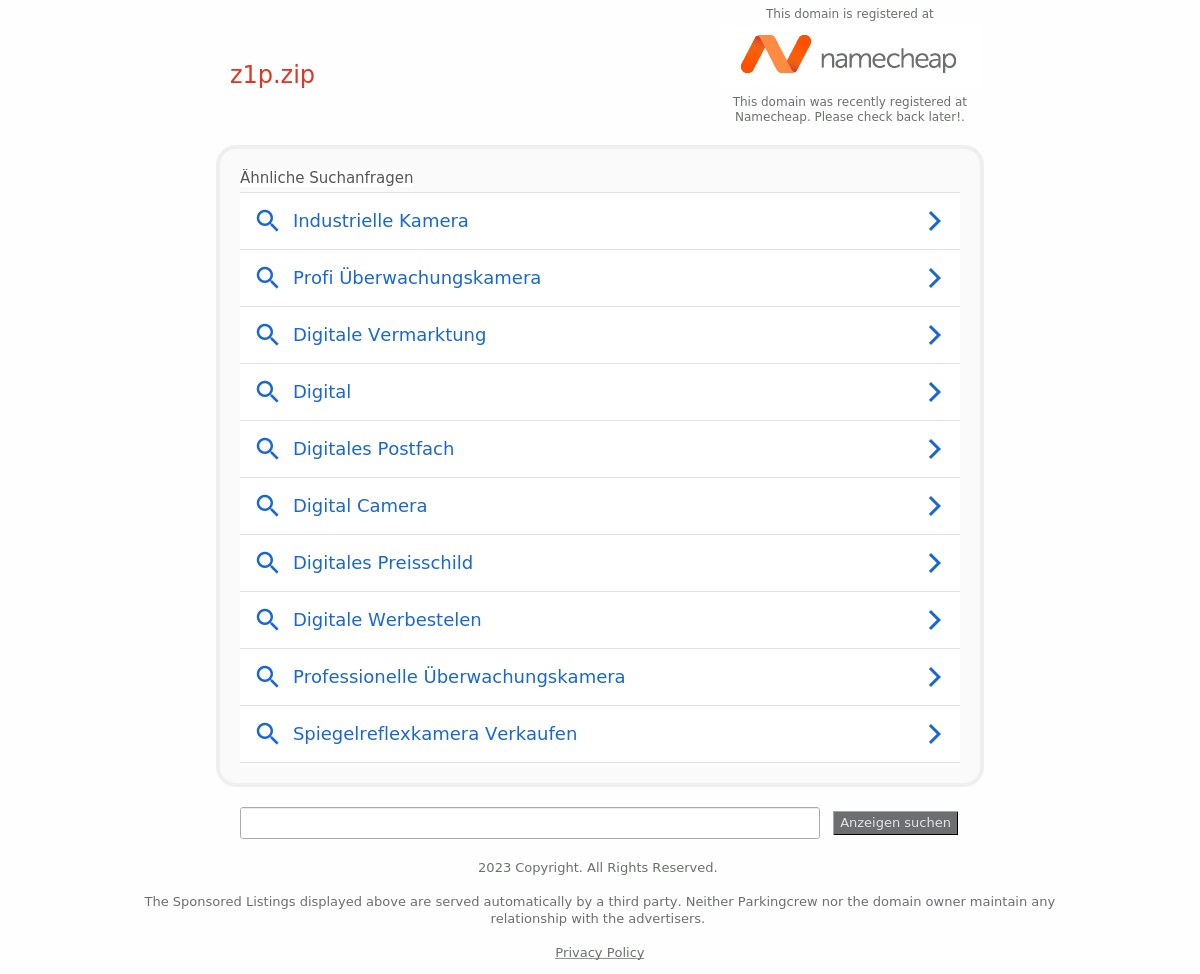 This domain is registered at
namecheap
z1p.zip
This domain was recently registered at
Namecheap. Please check back later!.
Ähnliche Suchanfragen
Industrielle Kamera
Profi Überwachungskamera
Digitale Vermarktung
Digital
Digitales Postfach
Digital Camera
Digitales Preisschild
Digitale Werbestelen
Professionelle Überwachungskamera
Spiegelreflexkamera Verkaufen
Anzeigen suchen
2023 Copyright. All Rights Reserved.
The Sponsored Listings displayed above are served automatically by a third party. Neither Parkingcrew nor the domain owner maintain any
relationship with the advertisers.
Privacy Policy